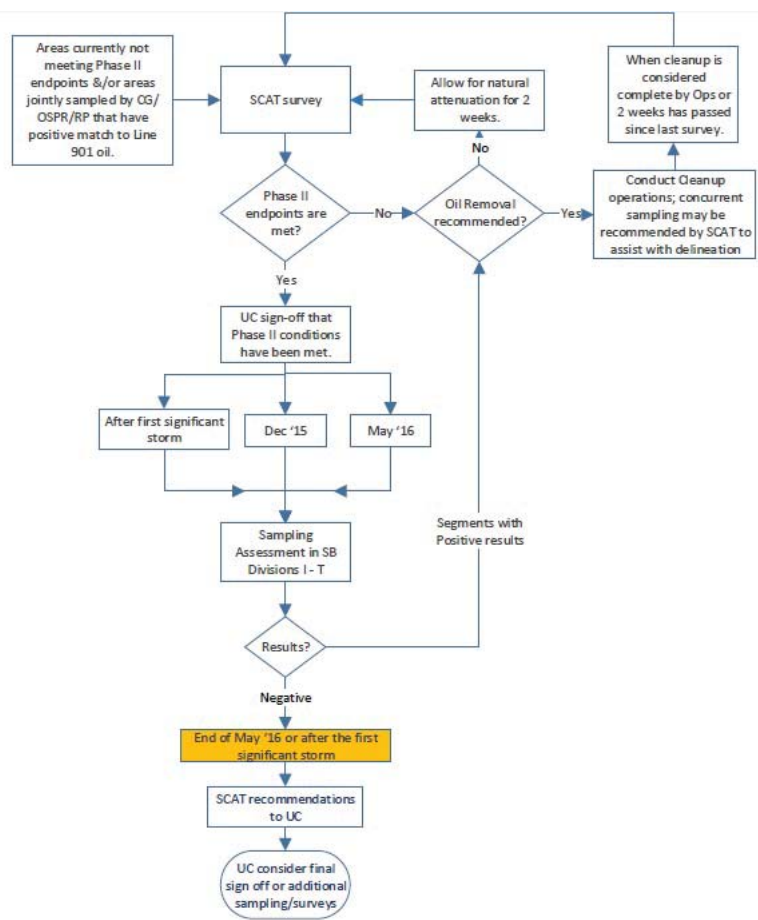 Areas currently not
meeting Phase II
endpoints &/or areas
jointly sampled by CG/
OSPR/RP that have
positive match to Line
901 oil.
SCAT survey
Allow for natural
attenuation for 2
weeks.
When cleanup is
considered
complete by Ops or
2 weeks has passed
since last survey.
No
Phase II
endpoints are
met?
No
Oil Removal
recommended?
Yes
Conduct Cleanup
operations; concurrent
sampling may be
recommended by SCAT to
assist with delineation
Yes
UC sign-off that
Phase II conditions
have been met.
After first significant
storm
Dec '15
May '16
Sampling
Assessment in SB
Divisions I - T
Segments with
Positive results
Results?
Negative
End of May '16 or after the first
significant storm
SCAT recommendations
to UC
UC consider final
sign off or additional
sampling/surveys